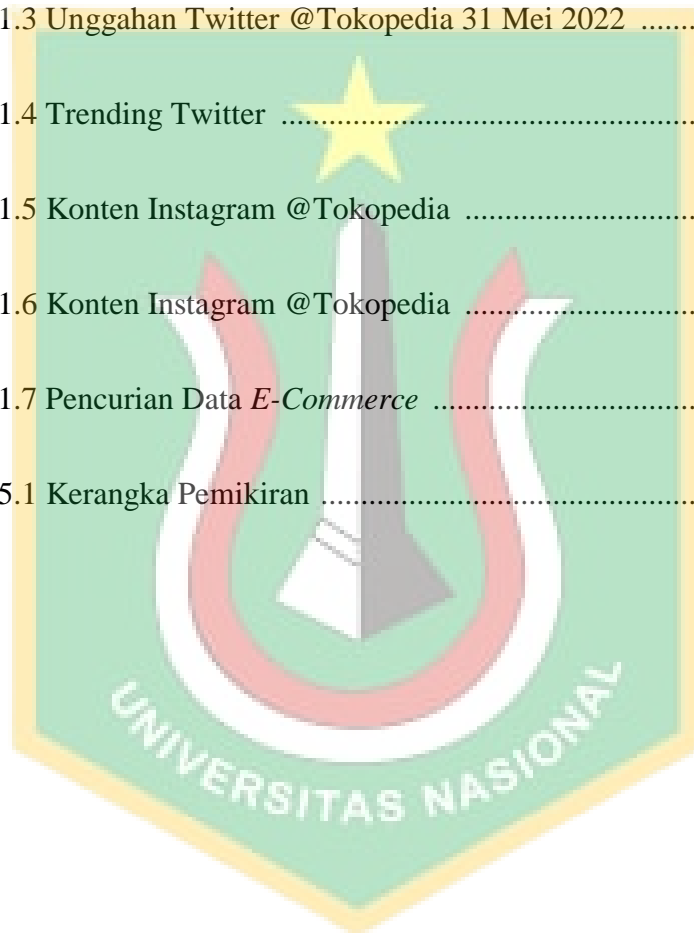 1.3 Unggahan Twitter @Tokopedia 31 Mei 2022 .......
1.4 Trending Twitter ....................................................
1.5 Konten Instagram @Tokopedia .............................
1.6 Konten Instagram @Tokopedia .............................
1.7 Pencurian Data E-Commerce .................................
5.1 Kerangka Pemikiran ...............................................
UNIVERSITAS NASIONAL